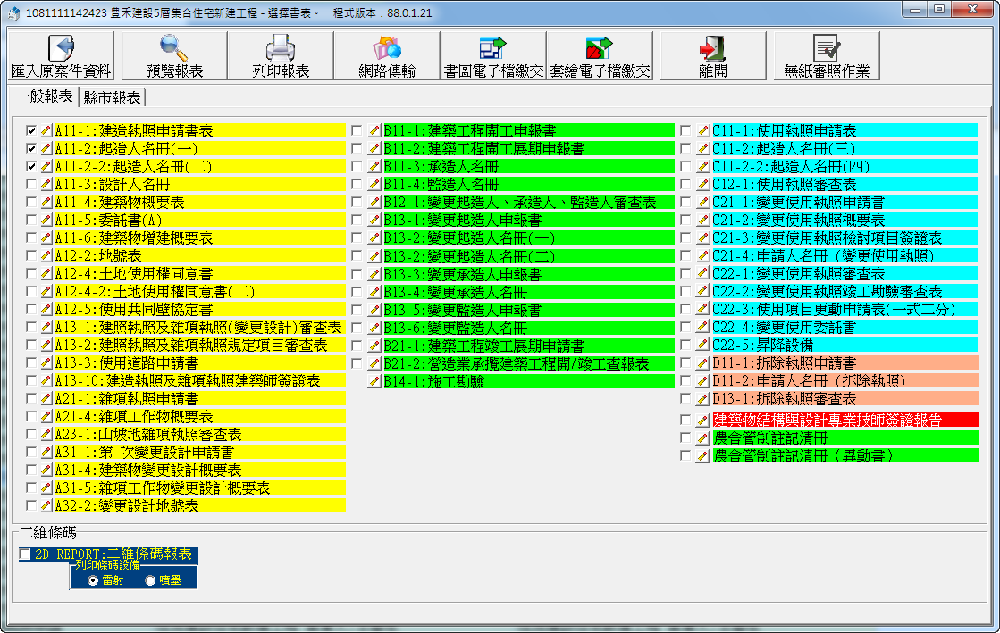 1081111142423 豊禾建設5層集合住宅新建工程 - 選擇書表。 程式版本：88.0.1.21
匯入原案件資料
預覽報表
列印報表
網路傳輸
書圖電子檔繳交
套繪電子檔繳交
離開
無紙審照作業
一般報表
縣市報表
A11-1:建造執照申請書表
A11-2:起造人名冊(一)
A11-2-2:起造人名冊(二)
A11-3:設計人名冊
A11-4:建築物概要表
A11-5:委託書(A)
A11-6:建築物增建概要表
A12-2:地號表
A12-4:土地使用權同意書
A12-4-2:土地使用權同意書(二)
A12-5:使用共同壁協定書
A13-1:建照執照及雜項執照(變更設計)審查表
A13-2:建照執照及雜項執照規定項目審查表
A13-3:使用道路申請書
A13-10:建造執照及雜項執照建築師簽證表
A21-1:雜項執照申請書
A21-4:雜項工作物概要表
A23-1:山坡地雜項執照審查表
A31-1:第 次變更設計申請書
A31-4:建築物變更設計概要表
A31-5:雜項工作物變更設計概要表
A32-2:變更設計地號表
B11-1:建築工程開工申報書
B11-2:建築工程開工展期申報書
B11-3:承造人名冊
B11-4:監造人名冊
B12-1:變更起造人、承造人、監造人審查表
B13-1:變更起造人申報書
B13-2:變更起造人名冊(一)
B13-2:變更起造人名冊(二)
B13-3:變更承造人申報書
B13-4:變更承造人名冊
B13-5:變更監造人申報書
B13-6:變更監造人名冊
B21-1:建築工程竣工展期申請書
B21-2:營造業承攬建築工程開/竣工查報表
B14-1:施工勘驗
C11-1:使用執照申請表
C11-2:起造人名冊(三)
C11-2-2:起造人名冊(四)
C12-1:使用執照審查表
C21-1:變更使用執照申請書
C21-2:變更使用執照概要表
C21-3:變更使用執照檢討項目簽證表
C21-4:申請人名冊（變更使用執照）
C22-1:變更使用執照審查表
C22-2:變更使用執照竣工勘驗審查表
C22-3:使用項目更動申請表(一式二分)
C22-4:變更使用委託書
C22-5:昇降設備
D11-1:拆除執照申請書
D11-2:申請人名冊（拆除執照）
D13-1:拆除執照審查表
建築物結構與設計專業技師簽證報告
農舍管制註記清冊
農舍管制註記清冊（異動書）
二維條碼
2D REPORT:二維條碼報表
列印條碼設備
雷射
噴墨